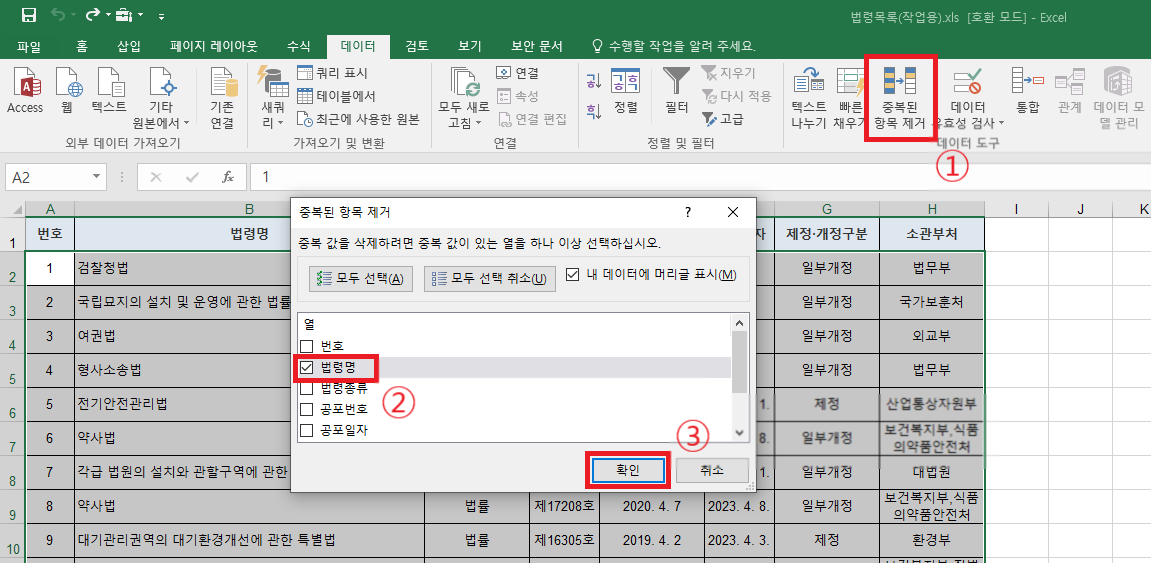 법령목록(작업용).xls [호환 모드] - Excel
파일 홈 삽입 페이지 레이아웃 수식 데이터 검토 보기 보안 문서 수행할 작업을 알려 주세요.
Access 웹 텍스트 기타 원본에서 기존 연결 새 쿼리 쿼리 표시 테이블에서 최근에 사용한 원본 모두 새로 고침 연결 속성 연결 편집 정렬 필터 지우기 다시 적용 고급 텍스트 나누기 빠른 채우기 중복된 항목 제거 데이터 유효성 검사 통합 관계 데이터 모델 관리
외부 데이터 가져오기 가져오기 및 변환 연결 정렬 및 필터 데이터 도구
①
A2 fx 1
A B G H I J K
1 번호 법령명 자 제정·개정구분 소관부처
2 1 검찰청법 일부개정 법무부
3 2 국립묘지의 설치 및 운영에 관한 법률 일부개정 국가보훈처
4 3 여권법 일부개정 외교부
5 4 형사소송법 일부개정 법무부
6 5 전기안전관리법 1. 제정 산업통상자원부
7 6 약사법 8. 일부개정 보건복지부,식품의약품안전처
8 7 각급 법원의 설치와 관할구역에 관한 1. 일부개정 대법원
9 8 약사법 법률 제17208호 2020. 4. 7 2023. 4. 8. 일부개정 보건복지부,식품의약품안전처
10 9 대기관리권역의 대기환경개선에 관한 특별법 법률 제16305호 2019. 4. 2 2023. 4. 3. 제정 환경부
중복된 항목 제거 ?
중복 값을 삭제하려면 중복 값이 있는 열을 하나 이상 선택하십시오.
모두 선택(A) 모두 선택 취소(U) 내 데이터에 머리글 표시(M)
열
번호
법령명
법령종류
②
공포번호
공포일자
③
확인 취소